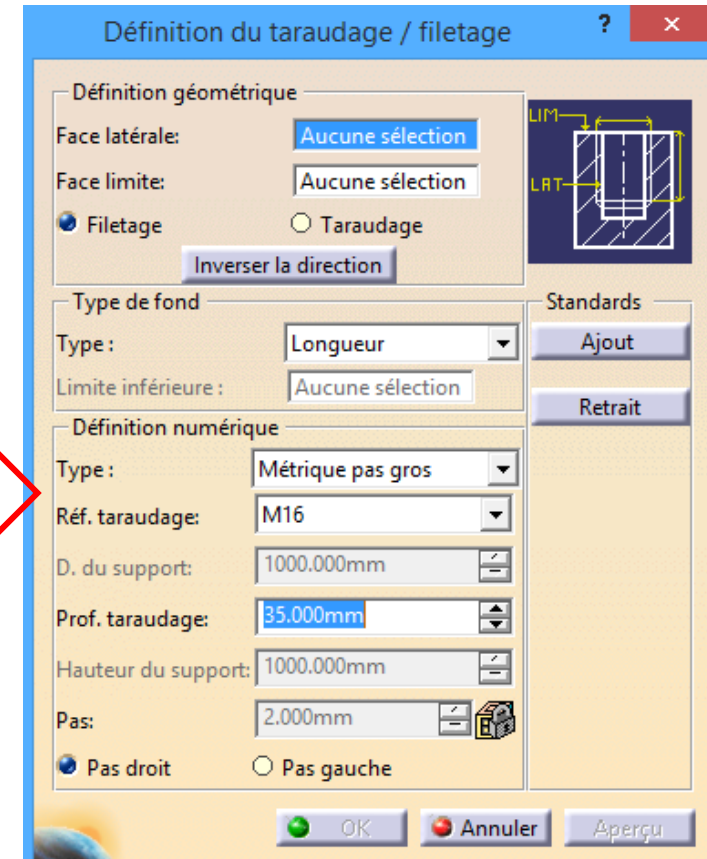 Définition du taraudage / filetage ? ×
Définition géométrique
Face latérale: Aucune sélection
Face limite: Aucune sélection
Filetage Taraudage
Inverser la direction
LIM
LAT
Type de fond
Type : Longueur
Limite inférieure : Aucune sélection
Standards
Ajout
Retrait
Définition numérique
Type : Métrique pas gros
Réf. taraudage: M16
D. du support: 1000.000mm
Prof. taraudage: 35.000mm
Hauteur du support: 1000.000mm
Pas: 2.000mm
Pas droit Pas gauche
OK Annuler Aperçu